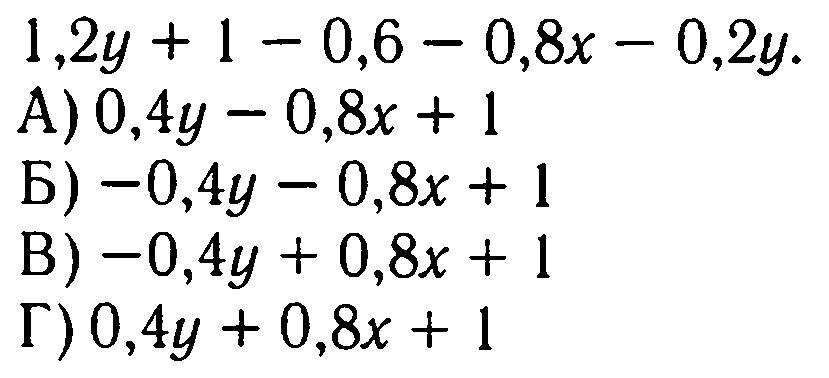 1,2y + 1 − 0,6 − 0,8x − 0,2y.
А) 0,4y − 0,8x + 1
Б) −0,4y − 0,8x + 1
В) −0,4y + 0,8x + 1
Г) 0,4y + 0,8x + 1